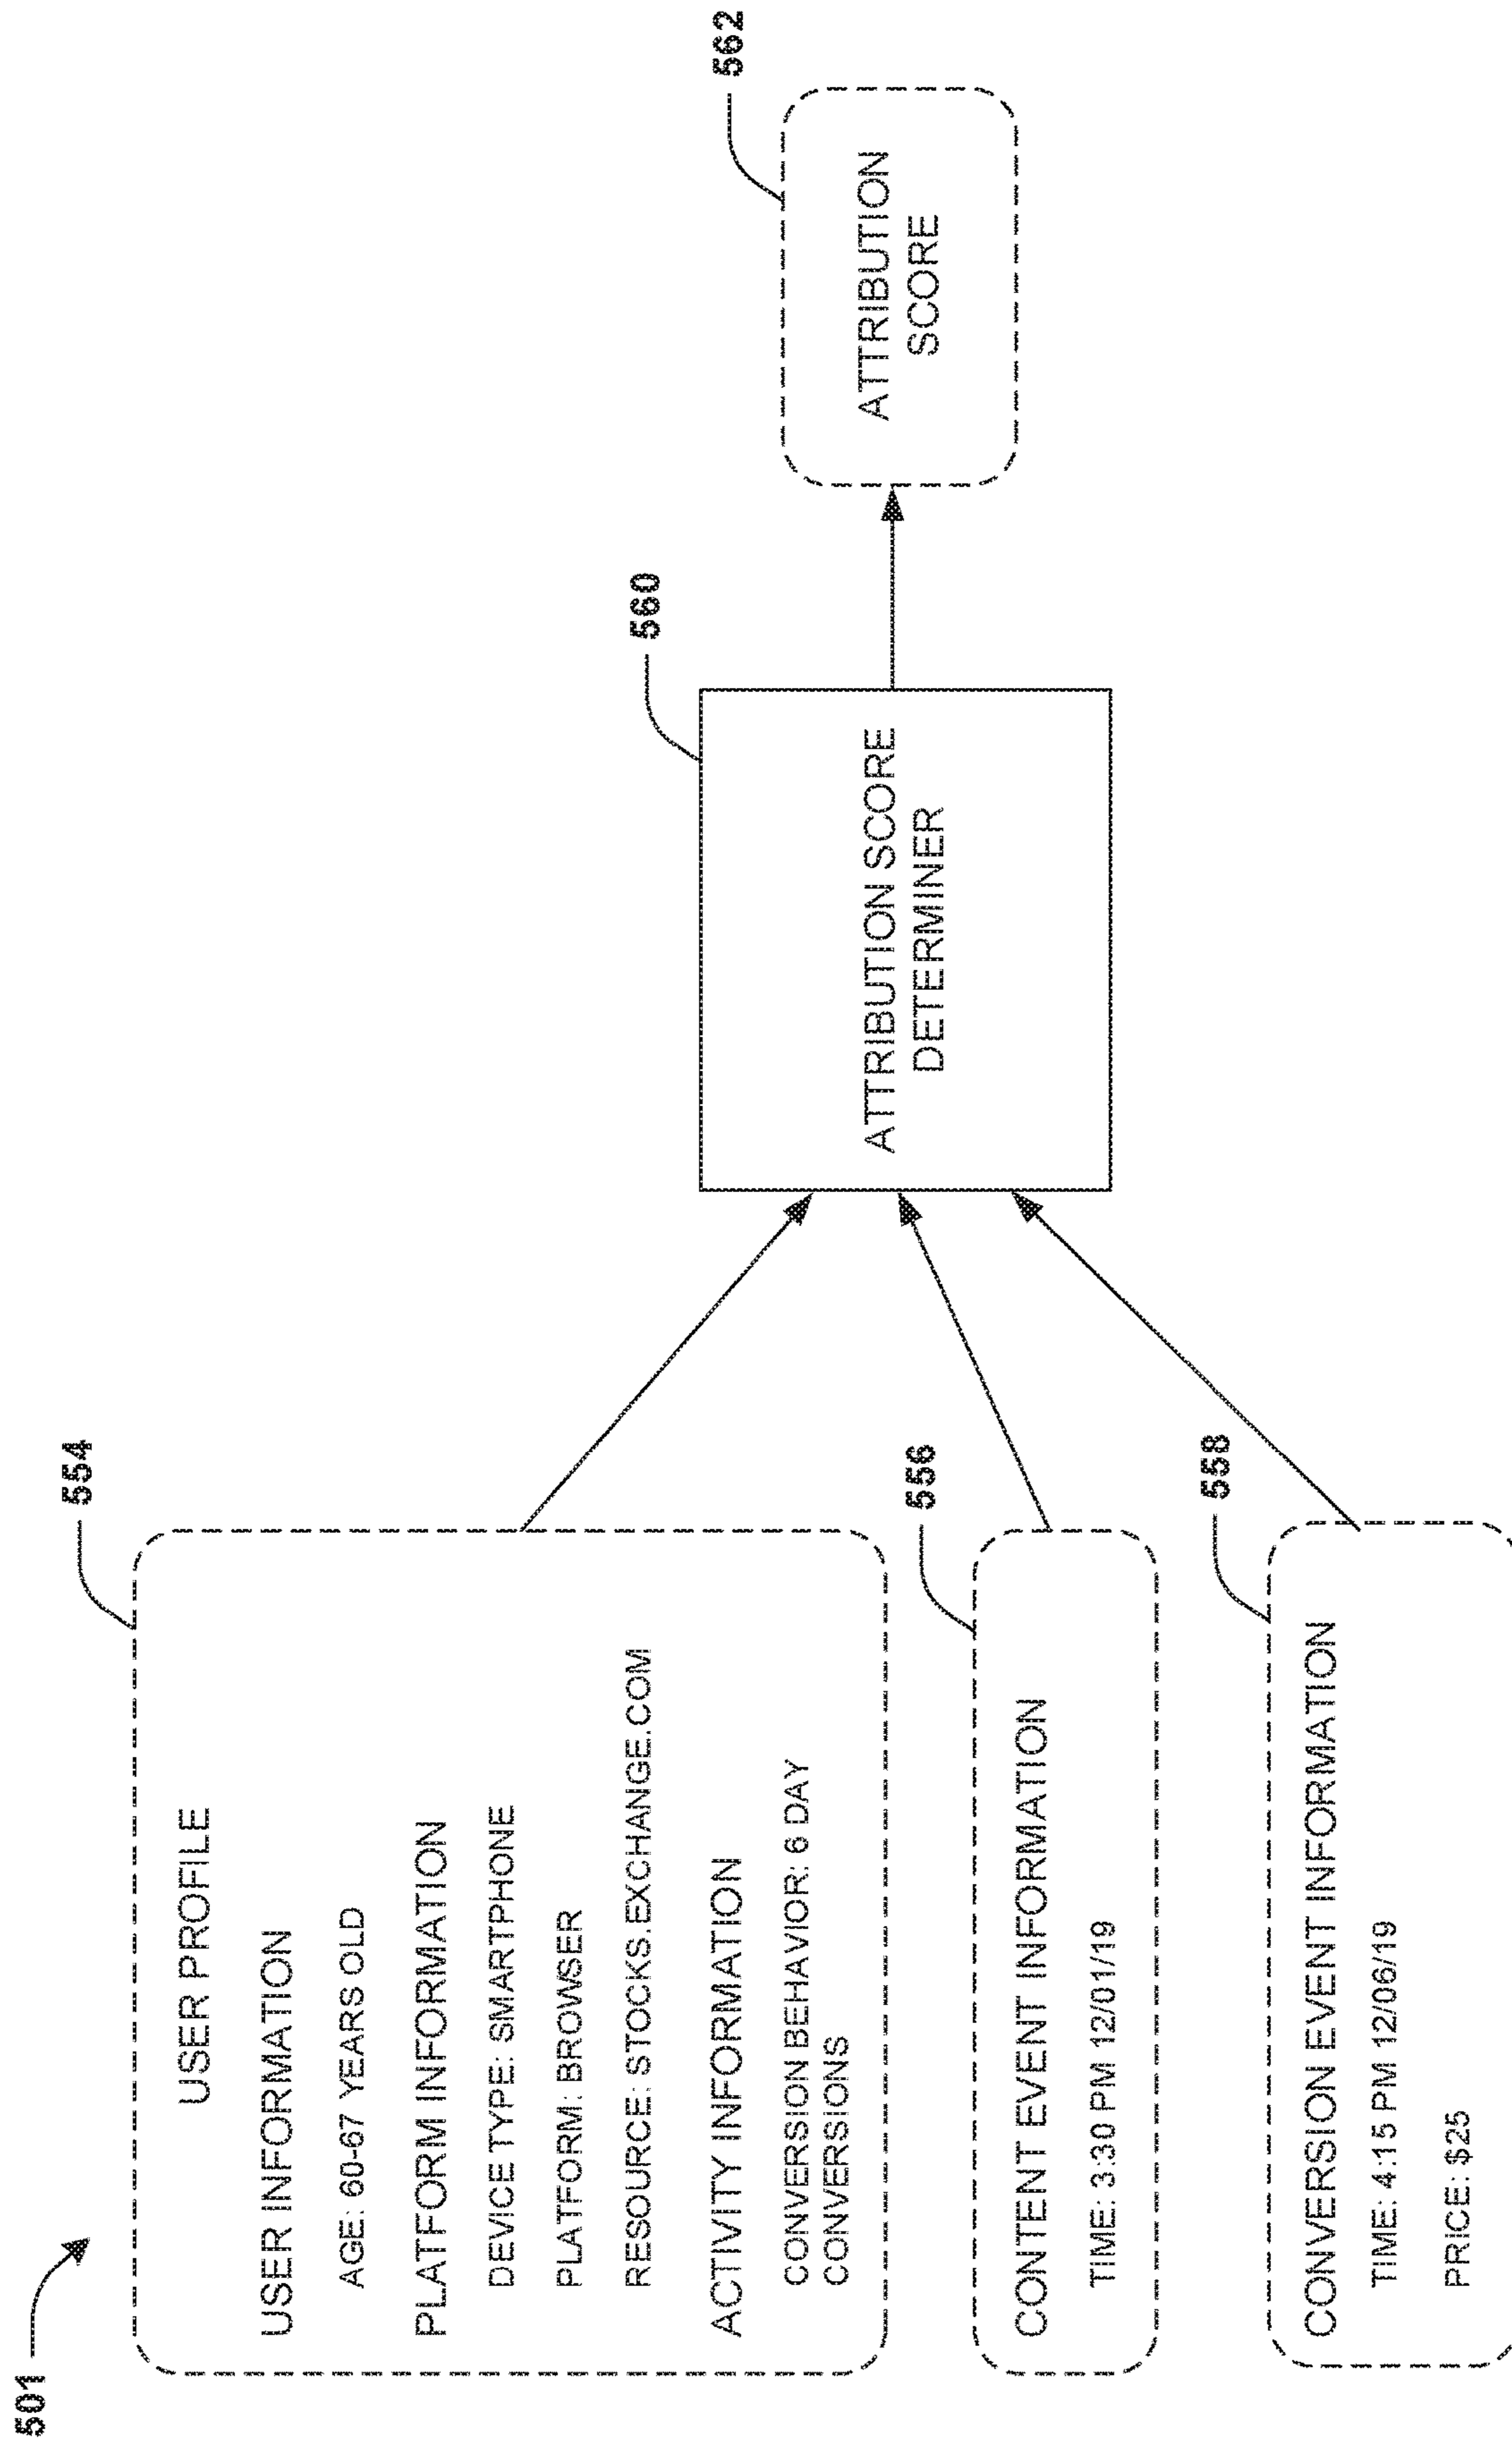 501
554
USER PROFILE
USER INFORMATION
AGE: 60-67 YEARS OLD
PLATFORM INFORMATION
DEVICE TYPE: SMARTPHONE
PLATFORM: BROWSER
RESOURCE: STOCKS.EXCHANGE.COM
ACTIVITY INFORMATION
CONVERSION BEHAVIOR: 6 DAY
CONVERSIONS
556
CONTENT EVENT INFORMATION
TIME: 3:30 PM 12/01/19
558
CONVERSION EVENT INFORMATION
TIME: 4:15 PM 12/06/19
PRICE: $25
560
ATTRIBUTION SCORE
DETERMINER
562
ATTRIBUTION
SCORE